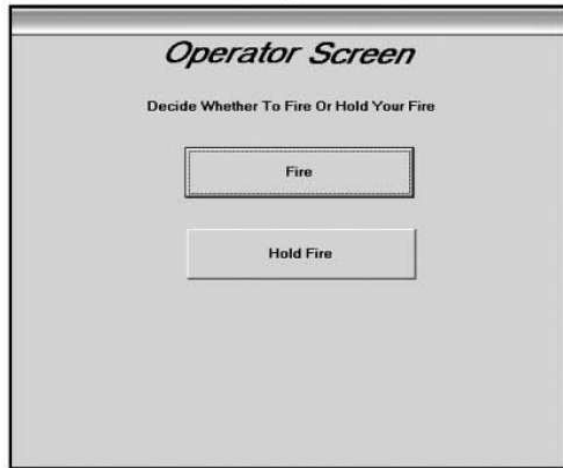 Operator Screen
Decide Whether To Fire Or Hold Your Fire
Fire
Hold Fire